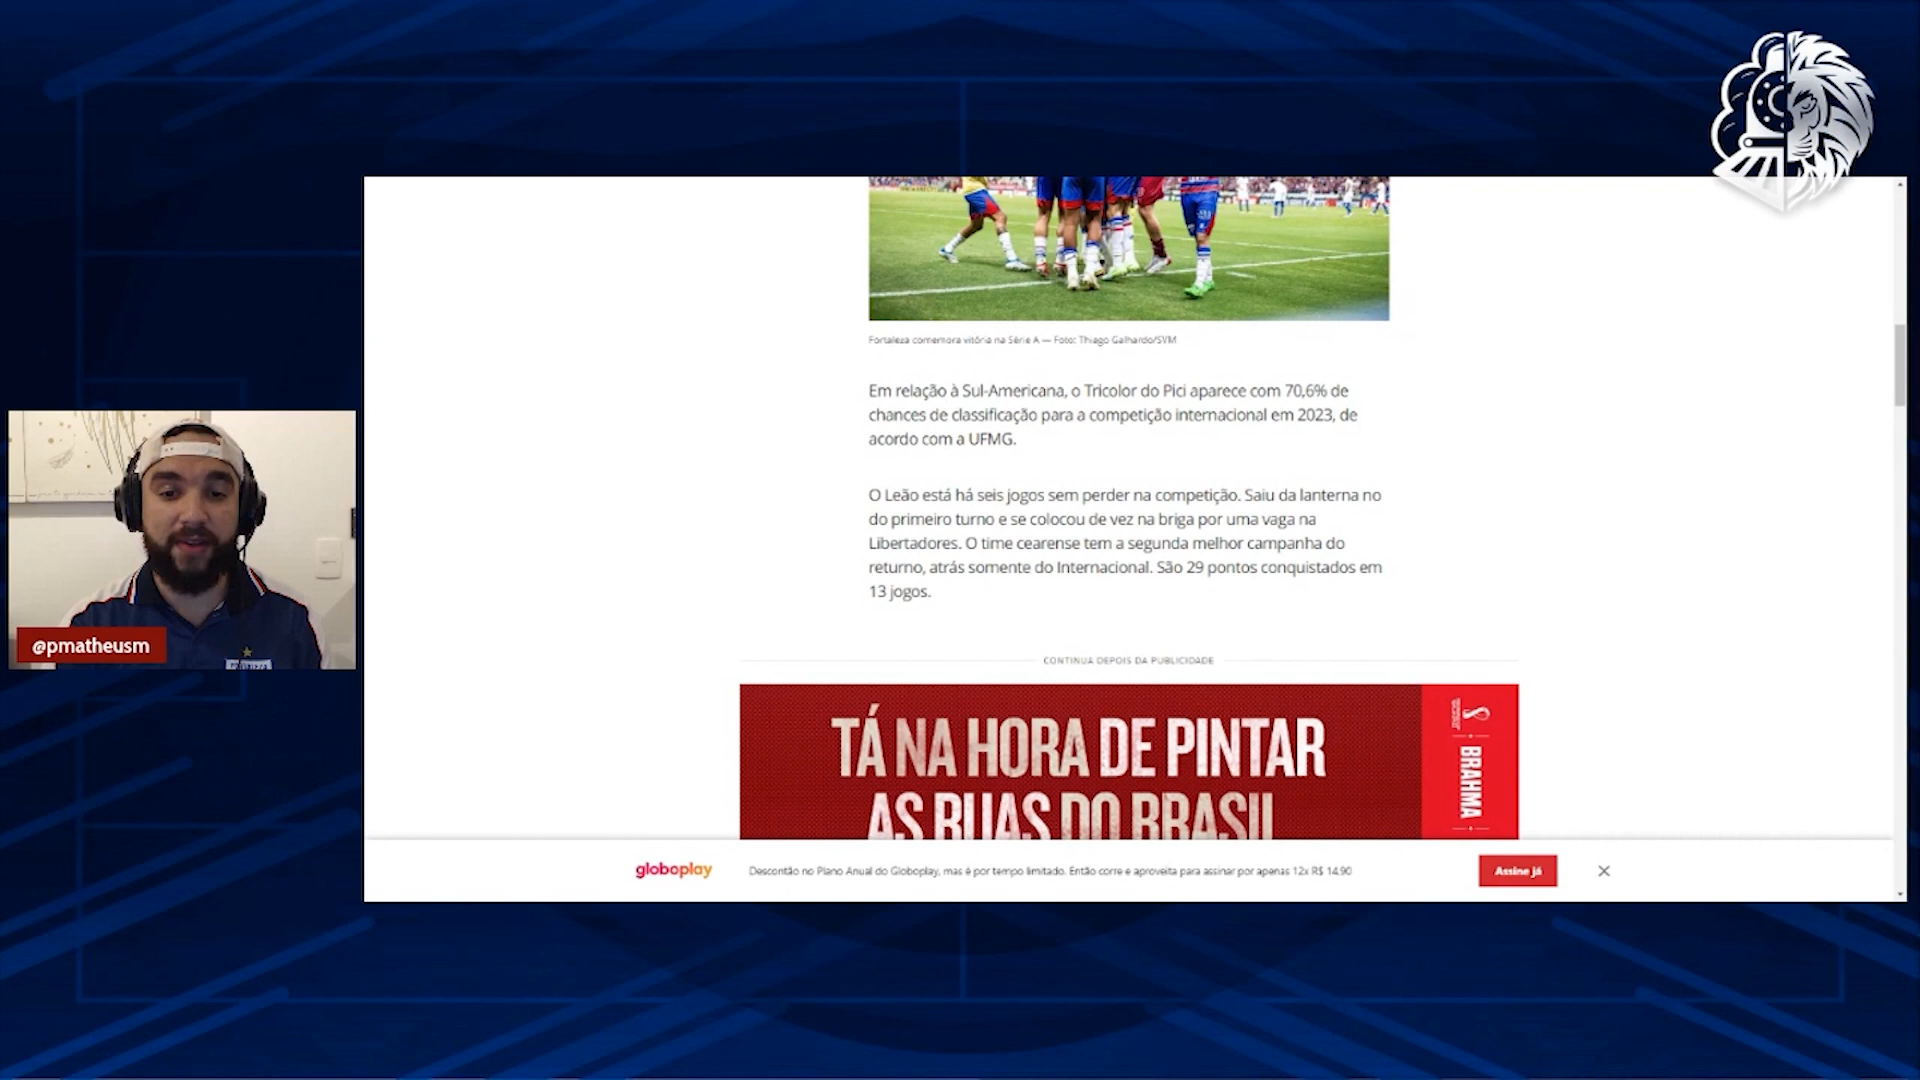 Fortaleza comemora vitória na Série A — Foto: Thiago Galhardo/SVM
Em relação à Sul-Americana, o Tricolor do Pici aparece com 70,6% de
chances de classificação para a competição internacional em 2023, de
acordo com a UFMG.
O Leão está há seis jogos sem perder na competição. Saiu da lanterna no
do primeiro turno e se colocou de vez na briga por uma vaga na
Libertadores. O time cearense tem a segunda melhor campanha do
returno, atrás somente do Internacional. São 29 pontos conquistados em
13 jogos.
@pmatheusm
CONTINUA DEPOIS DA PUBLICIDADE
TÁ NA HORA DE PINTAR
AS RUAS DO BRASIL
BRAHMA
globoplay
Descontão no Plano Anual do Globoplay, mas é por tempo limitado. Então corre e aproveita para assinar por apenas 12x R$ 14,90
Assine já